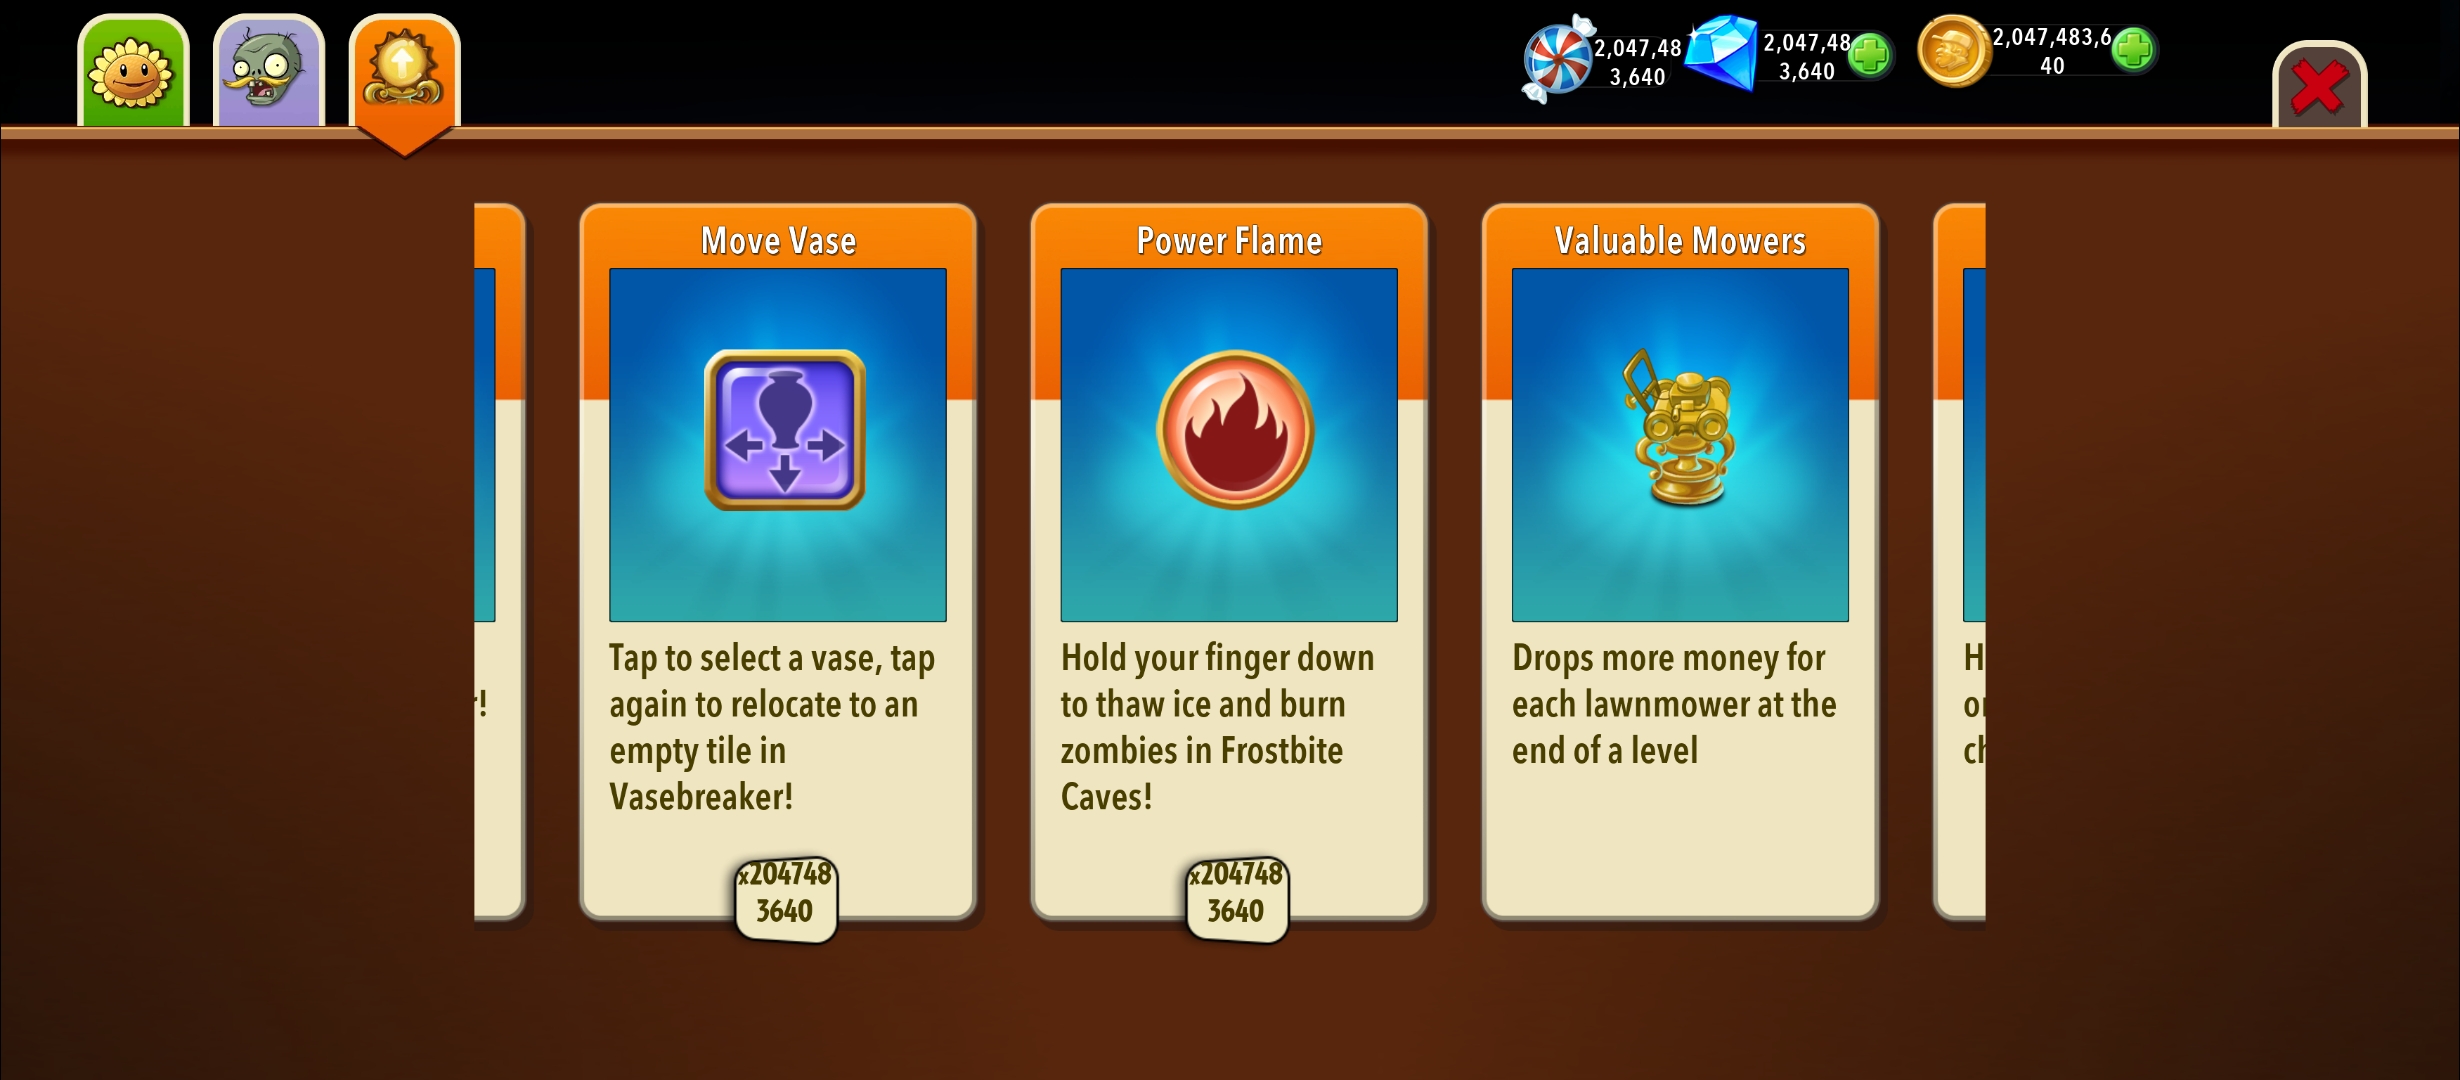 2,047,48
3,640
2,047,48
3,640
2,047,483,6
40
Move Vase
Tap to select a vase, tap
again to relocate to an
empty tile in
Vasebreaker!
x204748
3640
Power Flame
Hold your finger down
to thaw ice and burn
zombies in Frostbite
Caves!
x204748
3640
Valuable Mowers
Drops more money for
each lawnmower at the
end of a level